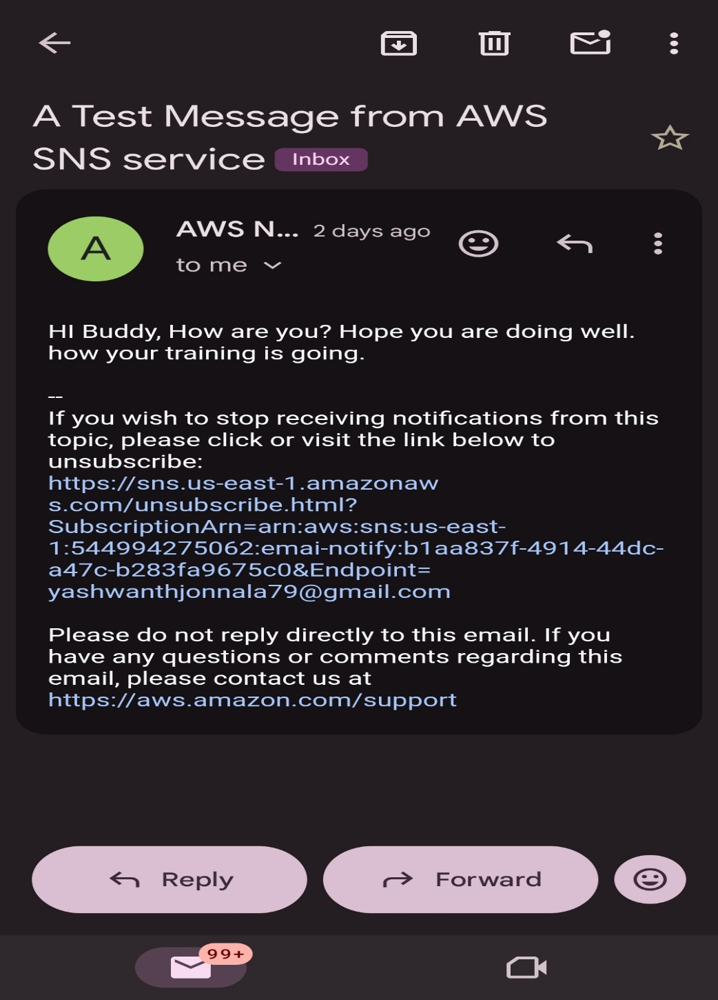 A Test Message from AWS
SNS service Inbox
A
AWS N... 2 days ago
to me
HI Buddy, How are you? Hope you are doing well.
how your training is going.
--
If you wish to stop receiving notifications from this
topic, please click or visit the link below to
unsubscribe:
https://sns.us-east-1.amazonaw
s.com/unsubscribe.html?
SubscriptionArn=arn:aws:sns:us-east-
1:544994275062:emai-notify:b1aa837f-4914-44dc-
a47c-b283fa9675c0&Endpoint=
yashwanthjonnala79@gmail.com
Please do not reply directly to this email. If you
have any questions or comments regarding this
email, please contact us at
https://aws.amazon.com/support
Reply Forward
99+